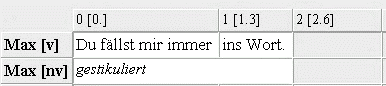 0 [0.] 1 [1.3] 2 [2.6]
Max [v] Du fällst mir immer ins Wort.
Max [nv] gestikuliert